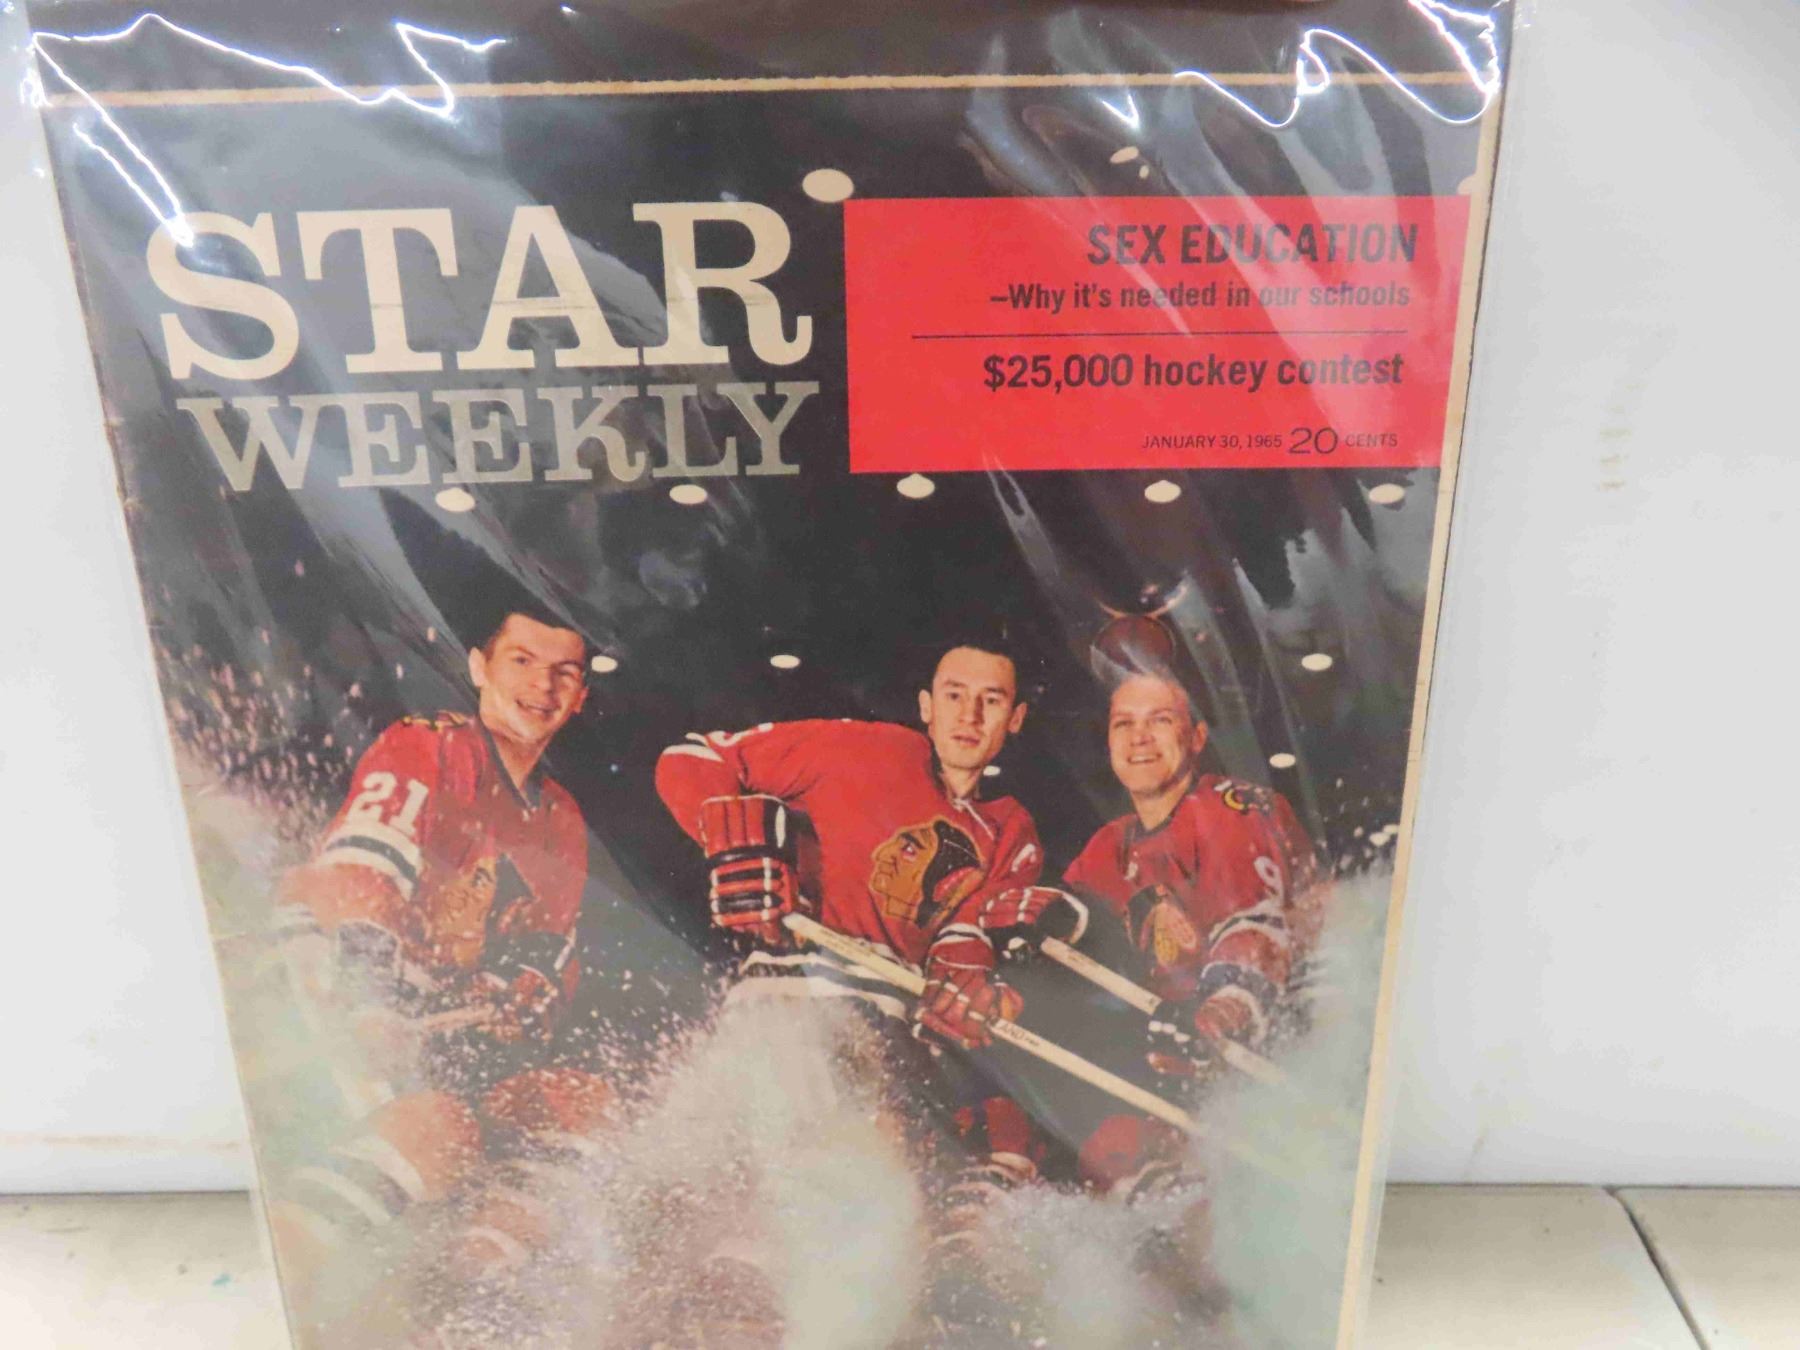 STAR
WEEKLY
SEX EDUCATION
–Why it's needed in our schools
$25,000 hockey contest
JANUARY 30, 1965 20 CENTS
21
9